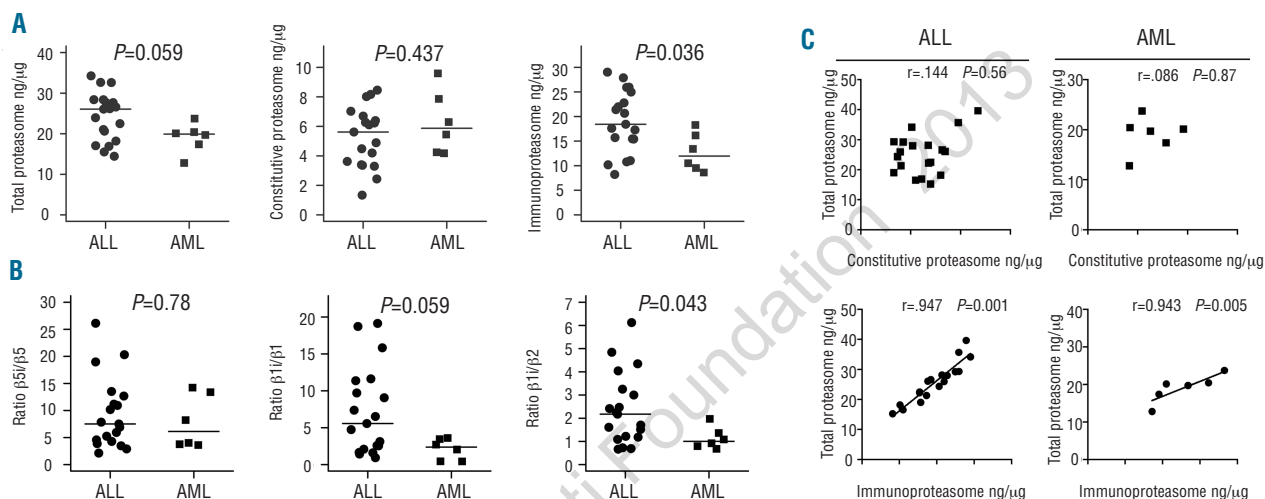 A
Total proteasome ng/μg
40
30
20
10
0
P=0.059
ALL AML
Constitutive proteasome ng/μg
10
8
6
4
2
0
P=0.437
ALL AML
Immunoproteasome ng/μg
30
25
20
15
10
5
0
P=0.036
ALL AML
B
Ratio β5i/β5
30
25
20
15
10
5
0
P=0.78
ALL AML
Ratio β1i/β1
25
20
15
10
5
0
P=0.059
ALL AML
Ratio β1i/β2
7
6
5
4
3
2
1
0
P=0.043
ALL AML
C
ALL
Total proteasome ng/μg
50
40
30
20
10
0
r=.144 P=0.56
Constitutive proteasome ng/μg
AML
Total proteasome ng/μg
30
20
10
0
r=.086 P=0.87
Constitutive proteasome ng/μg
Total proteasome ng/μg
50
40
30
20
10
0
r=.947 P=0.001
Immunoproteasome ng/μg
Total proteasome ng/μg
40
30
20
10
0
r=0.943 P=0.005
Immunoproteasome ng/μg
ti Foundation 2013